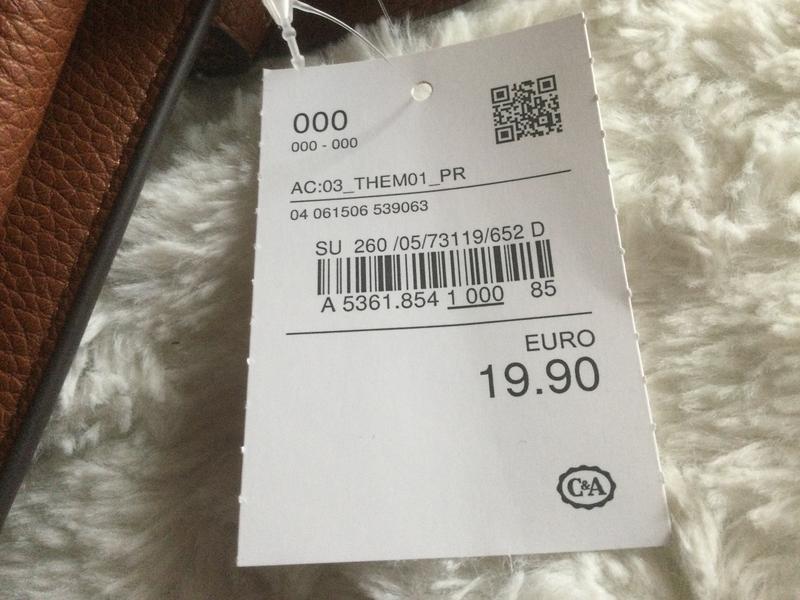 000
000 - 000
AC:03_THEM01_PR
04 061506 539063
SU 260 /05/73119/652 D
A 5361.854 1 000 85
EURO
19.90
C&A